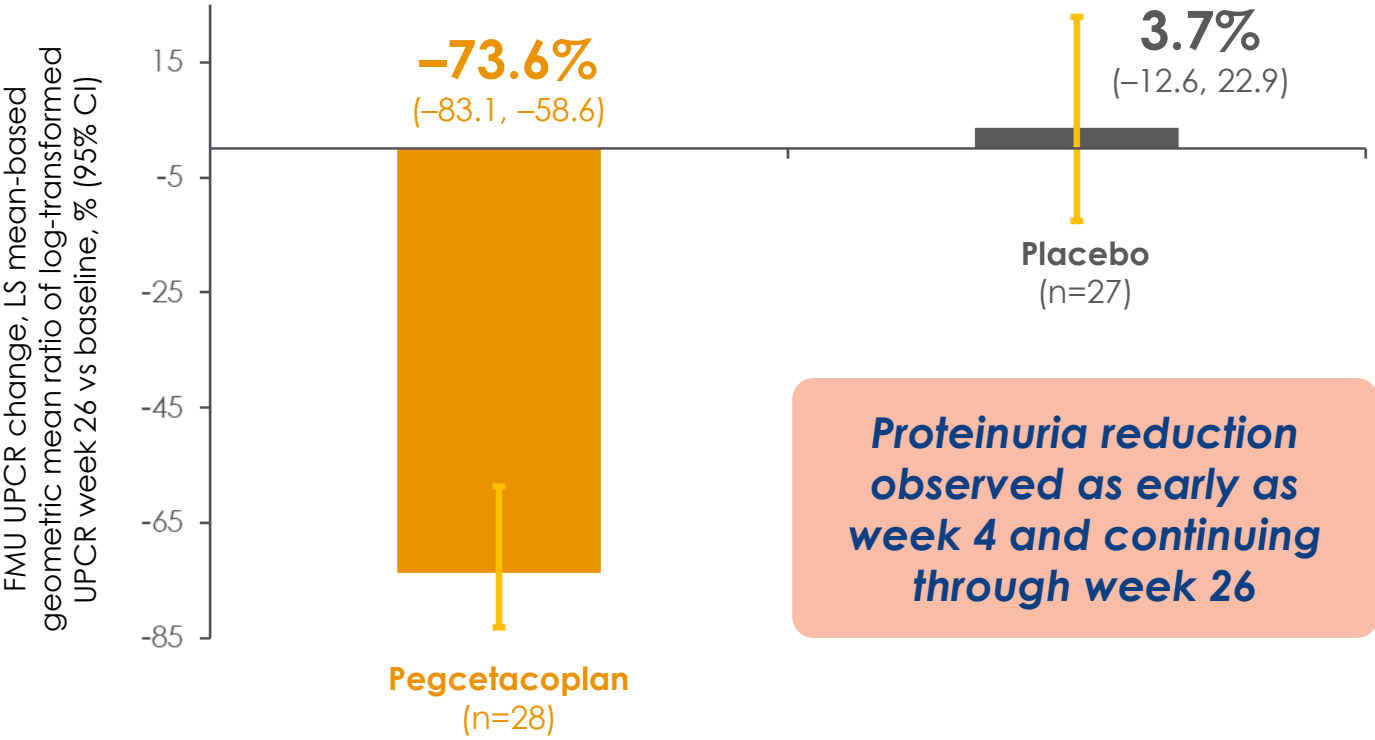 FMU UPCR change, LS mean-based
geometric mean ratio of log-transformed
UPCR week 26 vs baseline, % (95% CI)
15
-5
-25
-45
-65
-85
–73.6%
(–83.1, –58.6)
3.7%
(–12.6, 22.9)
Placebo
(n=27)
Proteinuria reduction
observed as early as
week 4 and continuing
through week 26
Pegcetacoplan
(n=28)